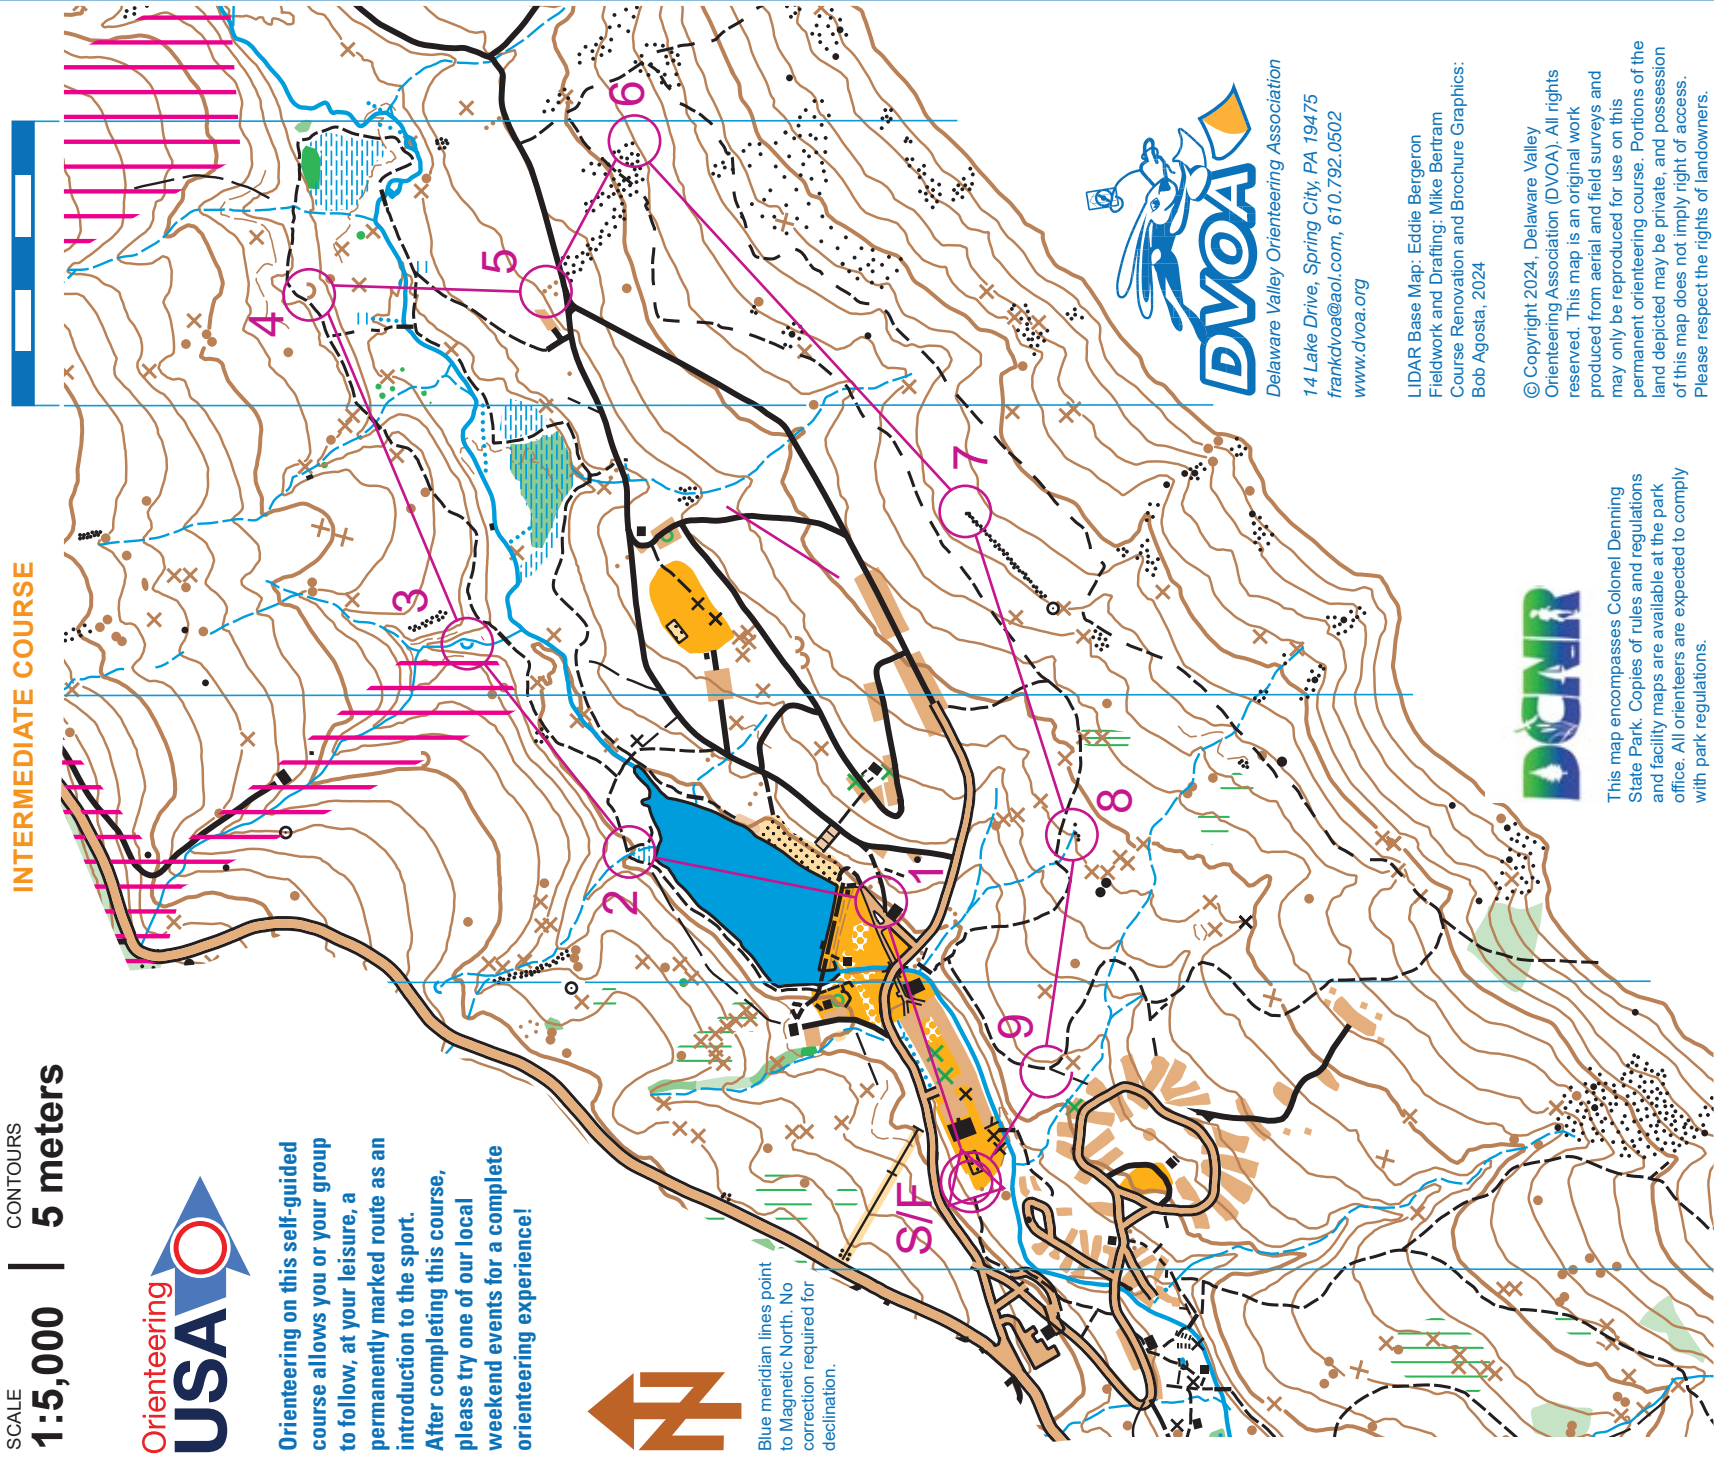 INTERMEDIATE COURSE
SCALE
1:5,000
|
CONTOURS
5 meters
Orienteering
USA
Orienteering on this self-guided
course allows you or your group
to follow, at your leisure, a
permanently marked route as an
introduction to the sport.
After completing this course,
please try one of our local
weekend events for a complete
orienteering experience!
N
Blue meridian lines point
to Magnetic North. No
correction required for
declination.
S/F
1
2
3
4
5
6
7
8
9
DVOA
Delaware Valley Orienteering Association
14 Lake Drive, Spring City, PA 19475
frankdvoa@aol.com, 610.792.0502
www.dvoa.org
LIDAR Base Map: Eddie Bergeron
Fieldwork and Drafting: Mike Bertram
Course Renovation and Brochure Graphics:
Bob Agosta, 2024
© Copyright 2024, Delaware Valley
Orienteering Association (DVOA). All rights
reserved. This map is an original work
produced from aerial and field surveys and
may only be reproduced for use on this
permanent orienteering course. Portions of the
land depicted may be private, and possession
of this map does not imply right of access.
Please respect the rights of landowners.
DCNR
This map encompasses Colonel Denning
State Park. Copies of rules and regulations
and facility maps are available at the park
office. All orienteers are expected to comply
with park regulations.